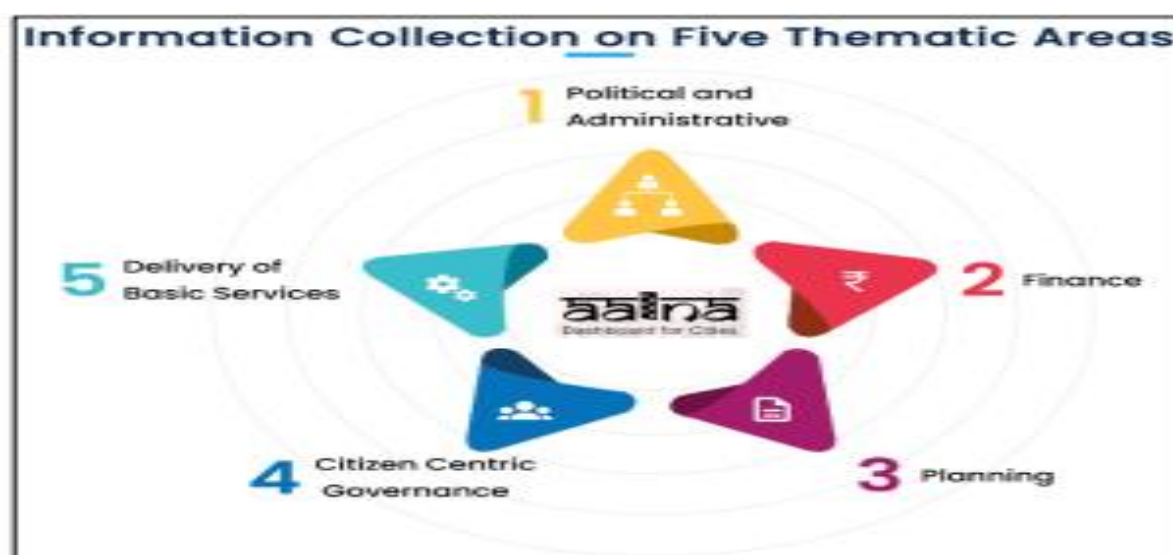 Information Collection on Five Thematic Areas
1
Political and
Administrative
2
Finance
3
Planning
4
Citizen Centric
Governance
5
Delivery of
Basic Services
₹
aaina
Dashboard for Cities